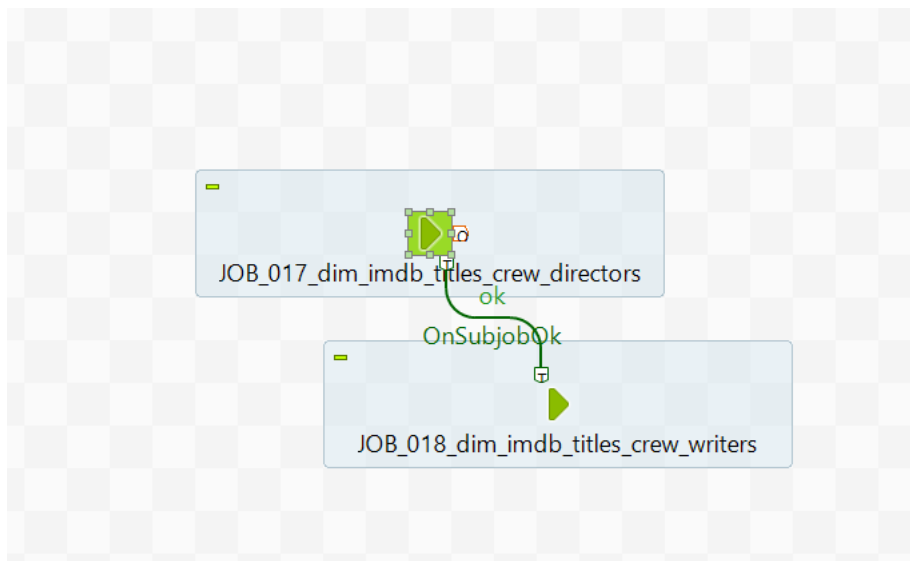 JOB_017_dim_imdb_titles_crew_directors
ok
OnSubjobOk
JOB_018_dim_imdb_titles_crew_writers